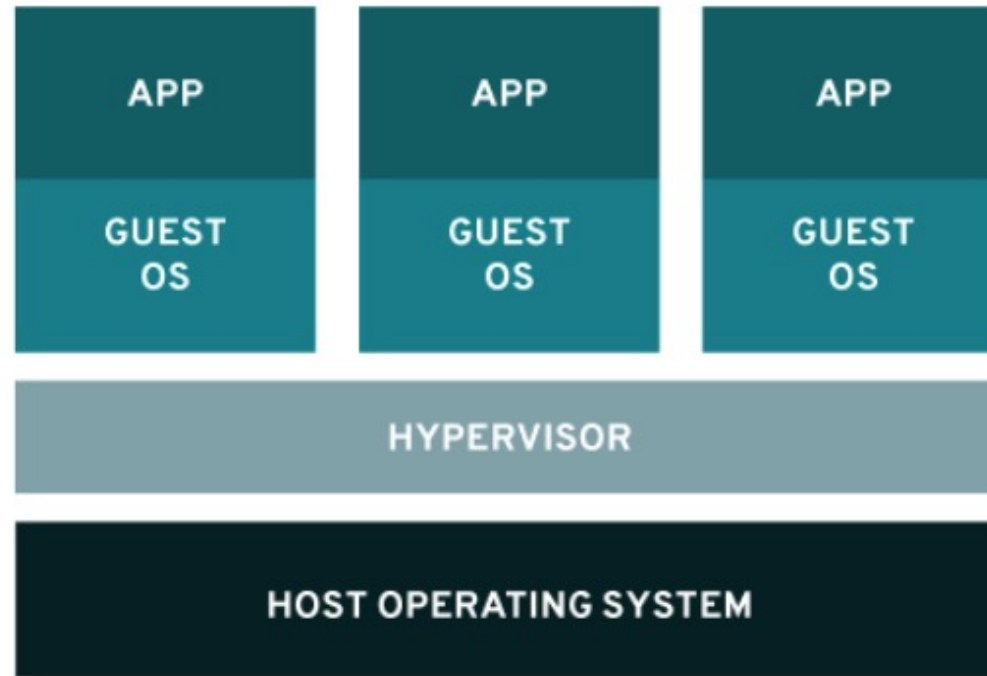 APP
APP
APP
GUEST
OS
GUEST
OS
GUEST
OS
HYPERVISOR
HOST OPERATING SYSTEM